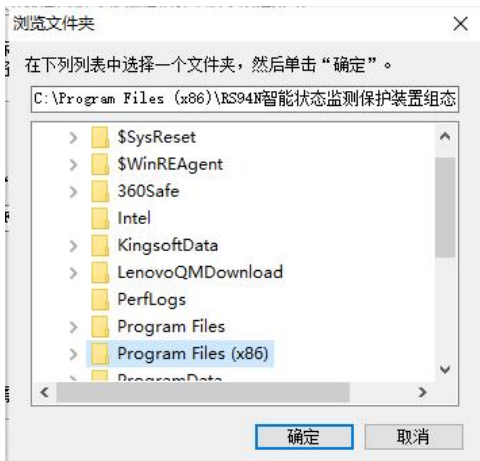 浏览文件夹
在下列列表中选择一个文件夹，然后单击“确定”。
C:\Program Files (x86)\RS94N智能状态监测保护装置组态
$SysReset
$WinREAgent
360Safe
Intel
KingsoftData
LenovoQMDownload
PerfLogs
Program Files
Program Files (x86)
ProgramData
确定
取消